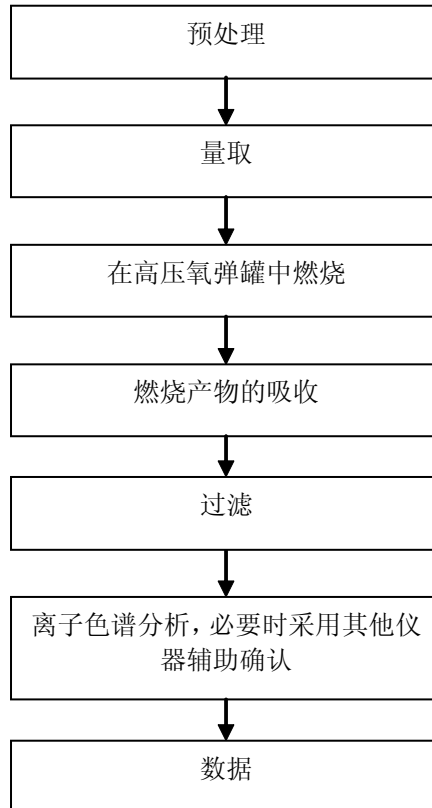 预处理
量取
在高压氧弹罐中燃烧
燃烧产物的吸收
过滤
离子色谱分析，必要时采用其他仪
器辅助确认
数据